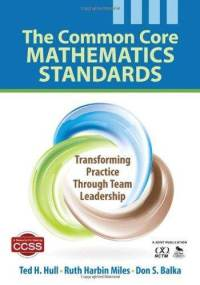 The Common Core
MATHEMATICS
STANDARDS
Transforming
Practice
Through Team
Leadership
CCSS
A JOINT PUBLICATION
NCTM
Ted H. Hull · Ruth Harbin Miles · Don S. Balka